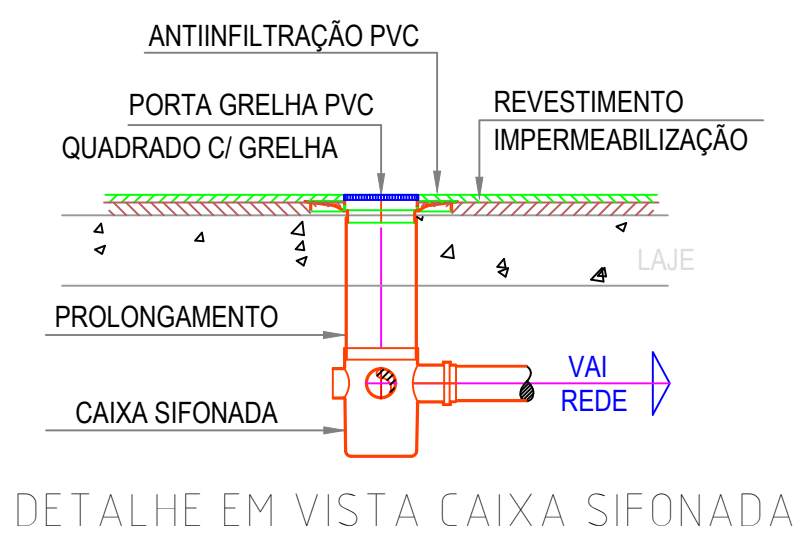 ANTIINFILTRAÇÃO PVC
PORTA GRELHA PVC
QUADRADO C/ GRELHA
REVESTIMENTO
IMPERMEABILIZAÇÃO
LAJE
PROLONGAMENTO
CAIXA SIFONADA
VAI
REDE
DETALHE EM VISTA CAIXA SIFONADA